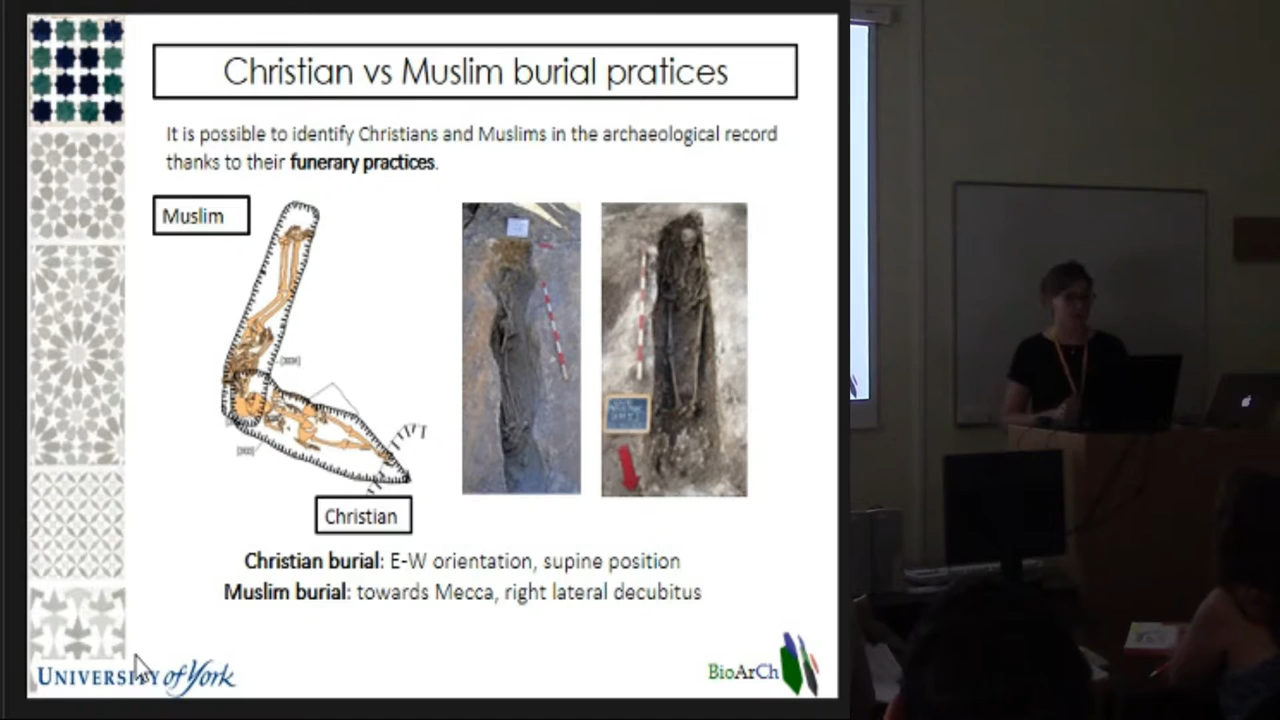 Christian vs Muslim burial pratices
It is possible to identify Christians and Muslims in the archaeological record
thanks to their funerary practices.
Muslim
Christian
Christian burial: E-W orientation, supine position
Muslim burial: towards Mecca, right lateral decubitus
UNIVERSITY of York
BioArCh